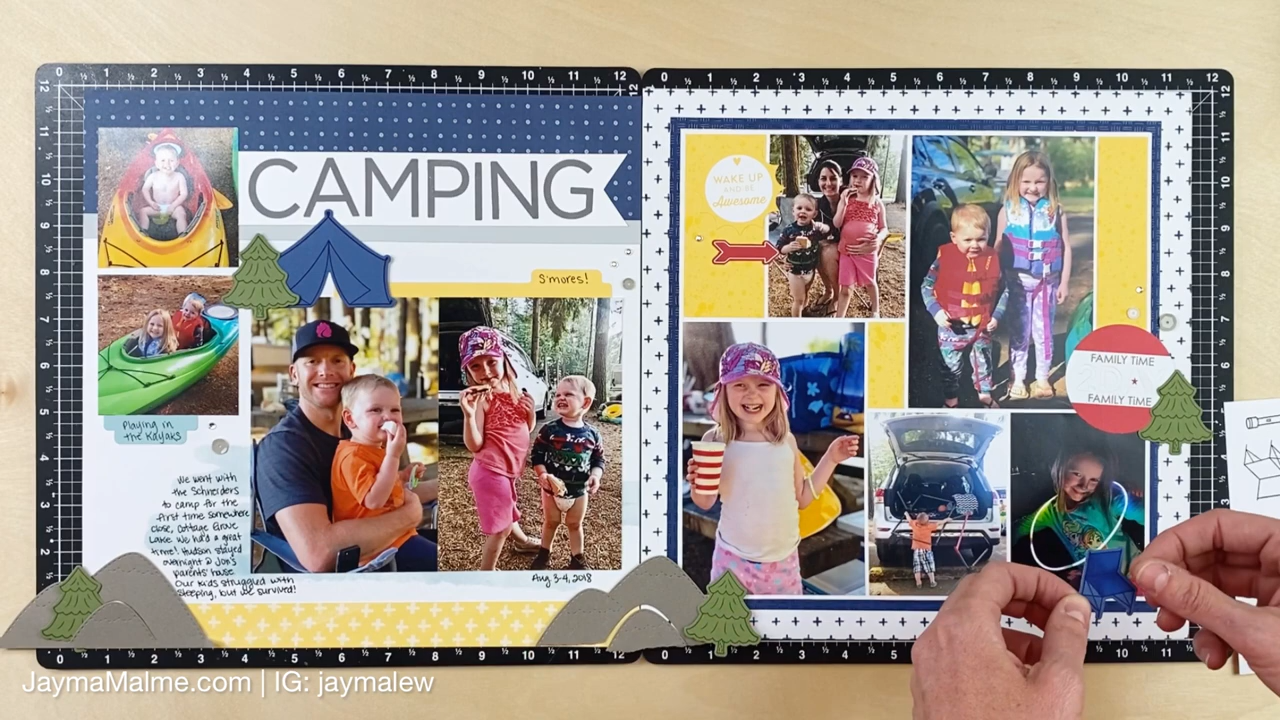 CAMPING
S'mores!
Playing in
the Kayaks
We went with
the Schneiders
to camp for the
first time somewhere
close, Cottage Grove
Lake. We had a great
time! Hudson stayed
overnight @ Jon's
parents' house.
Our kids struggled with
sleeping, but we survived!
Aug 3-4, 2018
WAKE UP
AND BE
Awesome
FAMILY TIME
FAMILY TIME
JaymaMalme.com | IG: jaymalew